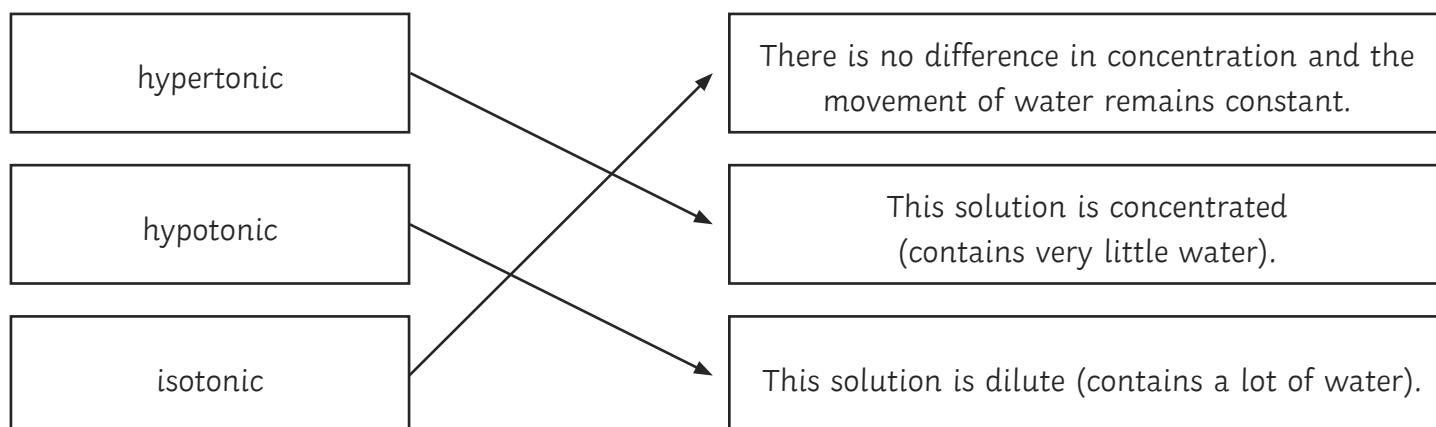 hypertonic
There is no difference in concentration and the
movement of water remains constant.
hypotonic
This solution is concentrated
(contains very little water).
isotonic
This solution is dilute (contains a lot of water).